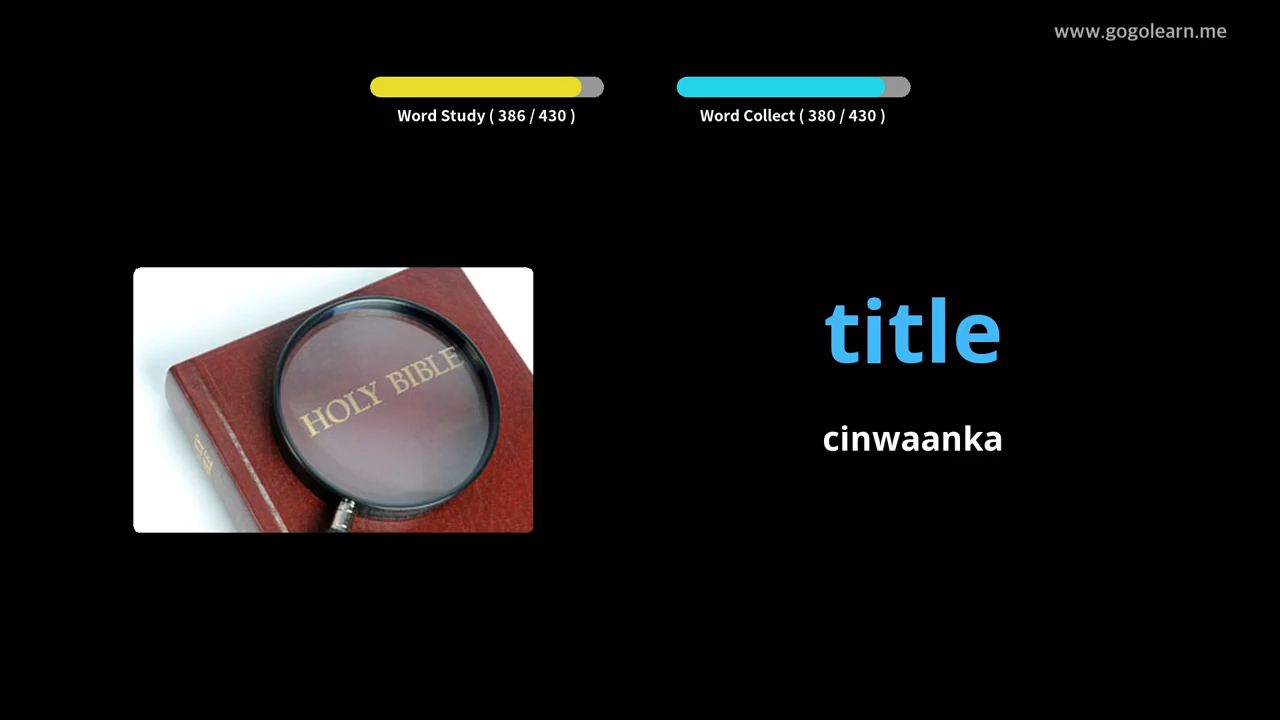 www.gogolearn.me
Word Study ( 386 / 430 )
Word Collect ( 380 / 430 )
HOLY BIBLE
title
cinwaanka